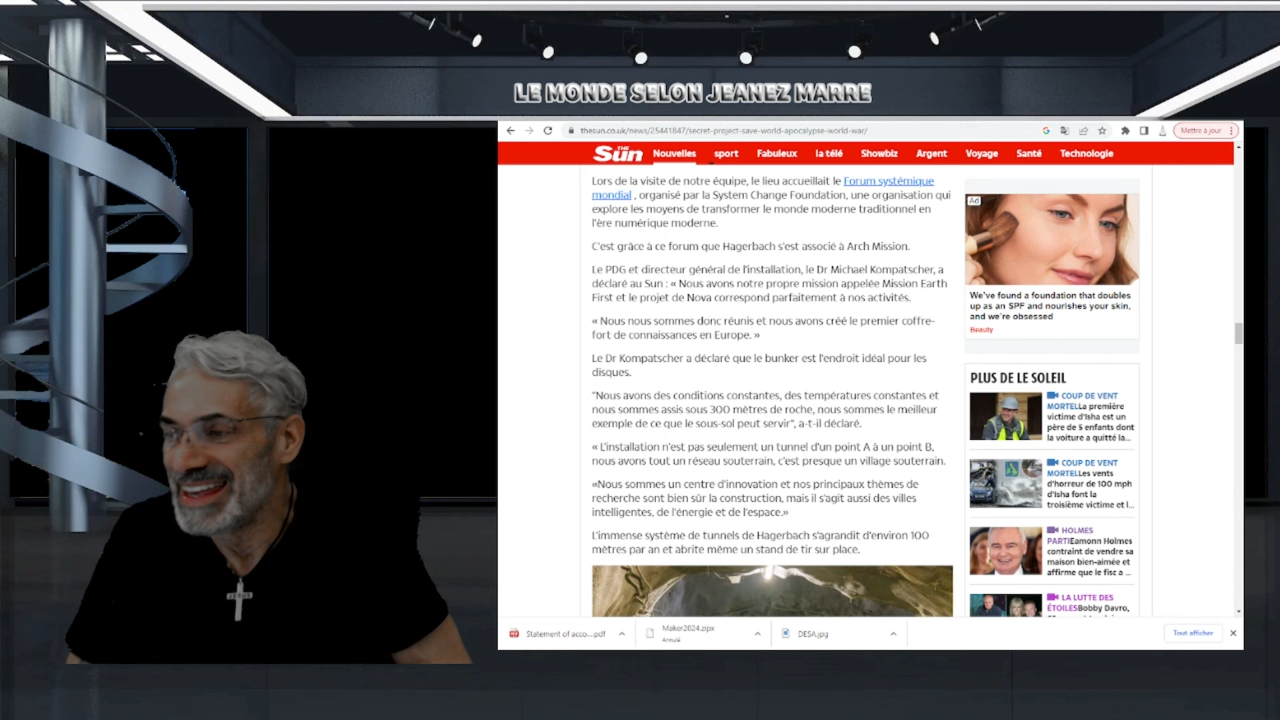 LE MONDE SELON JEANEZ MARRE
thesun.co.uk/news/25441847/secret-project-save-world-apocalypse-world-war/
Mettre à jour
THE Sun
Nouvelles sport Fabuleux la télé Showbiz Argent Voyage Santé Technologie
Lors de la visite de notre équipe, le lieu accueillait le Forum systémique
mondial , organisé par la System Change Foundation, une organisation qui
explore les moyens de transformer le monde moderne traditionnel en
l'ère numérique moderne.
C'est grâce à ce forum que Hagerbach s'est associé à Arch Mission.
Le PDG et directeur général de l'installation, le Dr Michael Kompatscher, a
déclaré au Sun : « Nous avons notre propre mission appelée Mission Earth
First et le projet de Nova correspond parfaitement à nos activités.
« Nous nous sommes donc réunis et nous avons créé le premier coffre-
fort de connaissances en Europe. »
Le Dr Kompatscher a déclaré que le bunker est l'endroit idéal pour les
disques.
"Nous avons des conditions constantes, des températures constantes et
nous sommes assis sous 300 mètres de roche, nous sommes le meilleur
exemple de ce que le sous-sol peut servir", a-t-il déclaré.
« L'installation n'est pas seulement un tunnel d'un point A à un point B,
nous avons tout un réseau souterrain, c'est presque un village souterrain.
«Nous sommes un centre d'innovation et nos principaux thèmes de
recherche sont bien sûr la construction, mais il s'agit aussi des villes
intelligentes, de l'énergie et de l'espace.»
L'immense système de tunnels de Hagerbach s'agrandit d'environ 100
mètres par an et abrite même un stand de tir sur place.
Ad
We've found a foundation that doubles
up as an SPF and nourishes your skin,
and we're obsessed
Beauty
PLUS DE LE SOLEIL
COUP DE VENT
MORTELLa première
victime d'Isha est un
père de 5 enfants dont
la voiture a quitté la...
COUP DE VENT
MORTELLes vents
d'horreur de 100 mph
d'Isha font la
troisième victime et l...
HOLMES
PARTIEamonn Holmes
contraint de vendre sa
maison bien-aimée et
affirme que le fisc a ...
LA LUTTE DES
ÉTOILESBobby Davro,
JESUS
Statement of acco....pdf
Maker2024.zipx
Annulé
DESA.jpg
Tout afficher